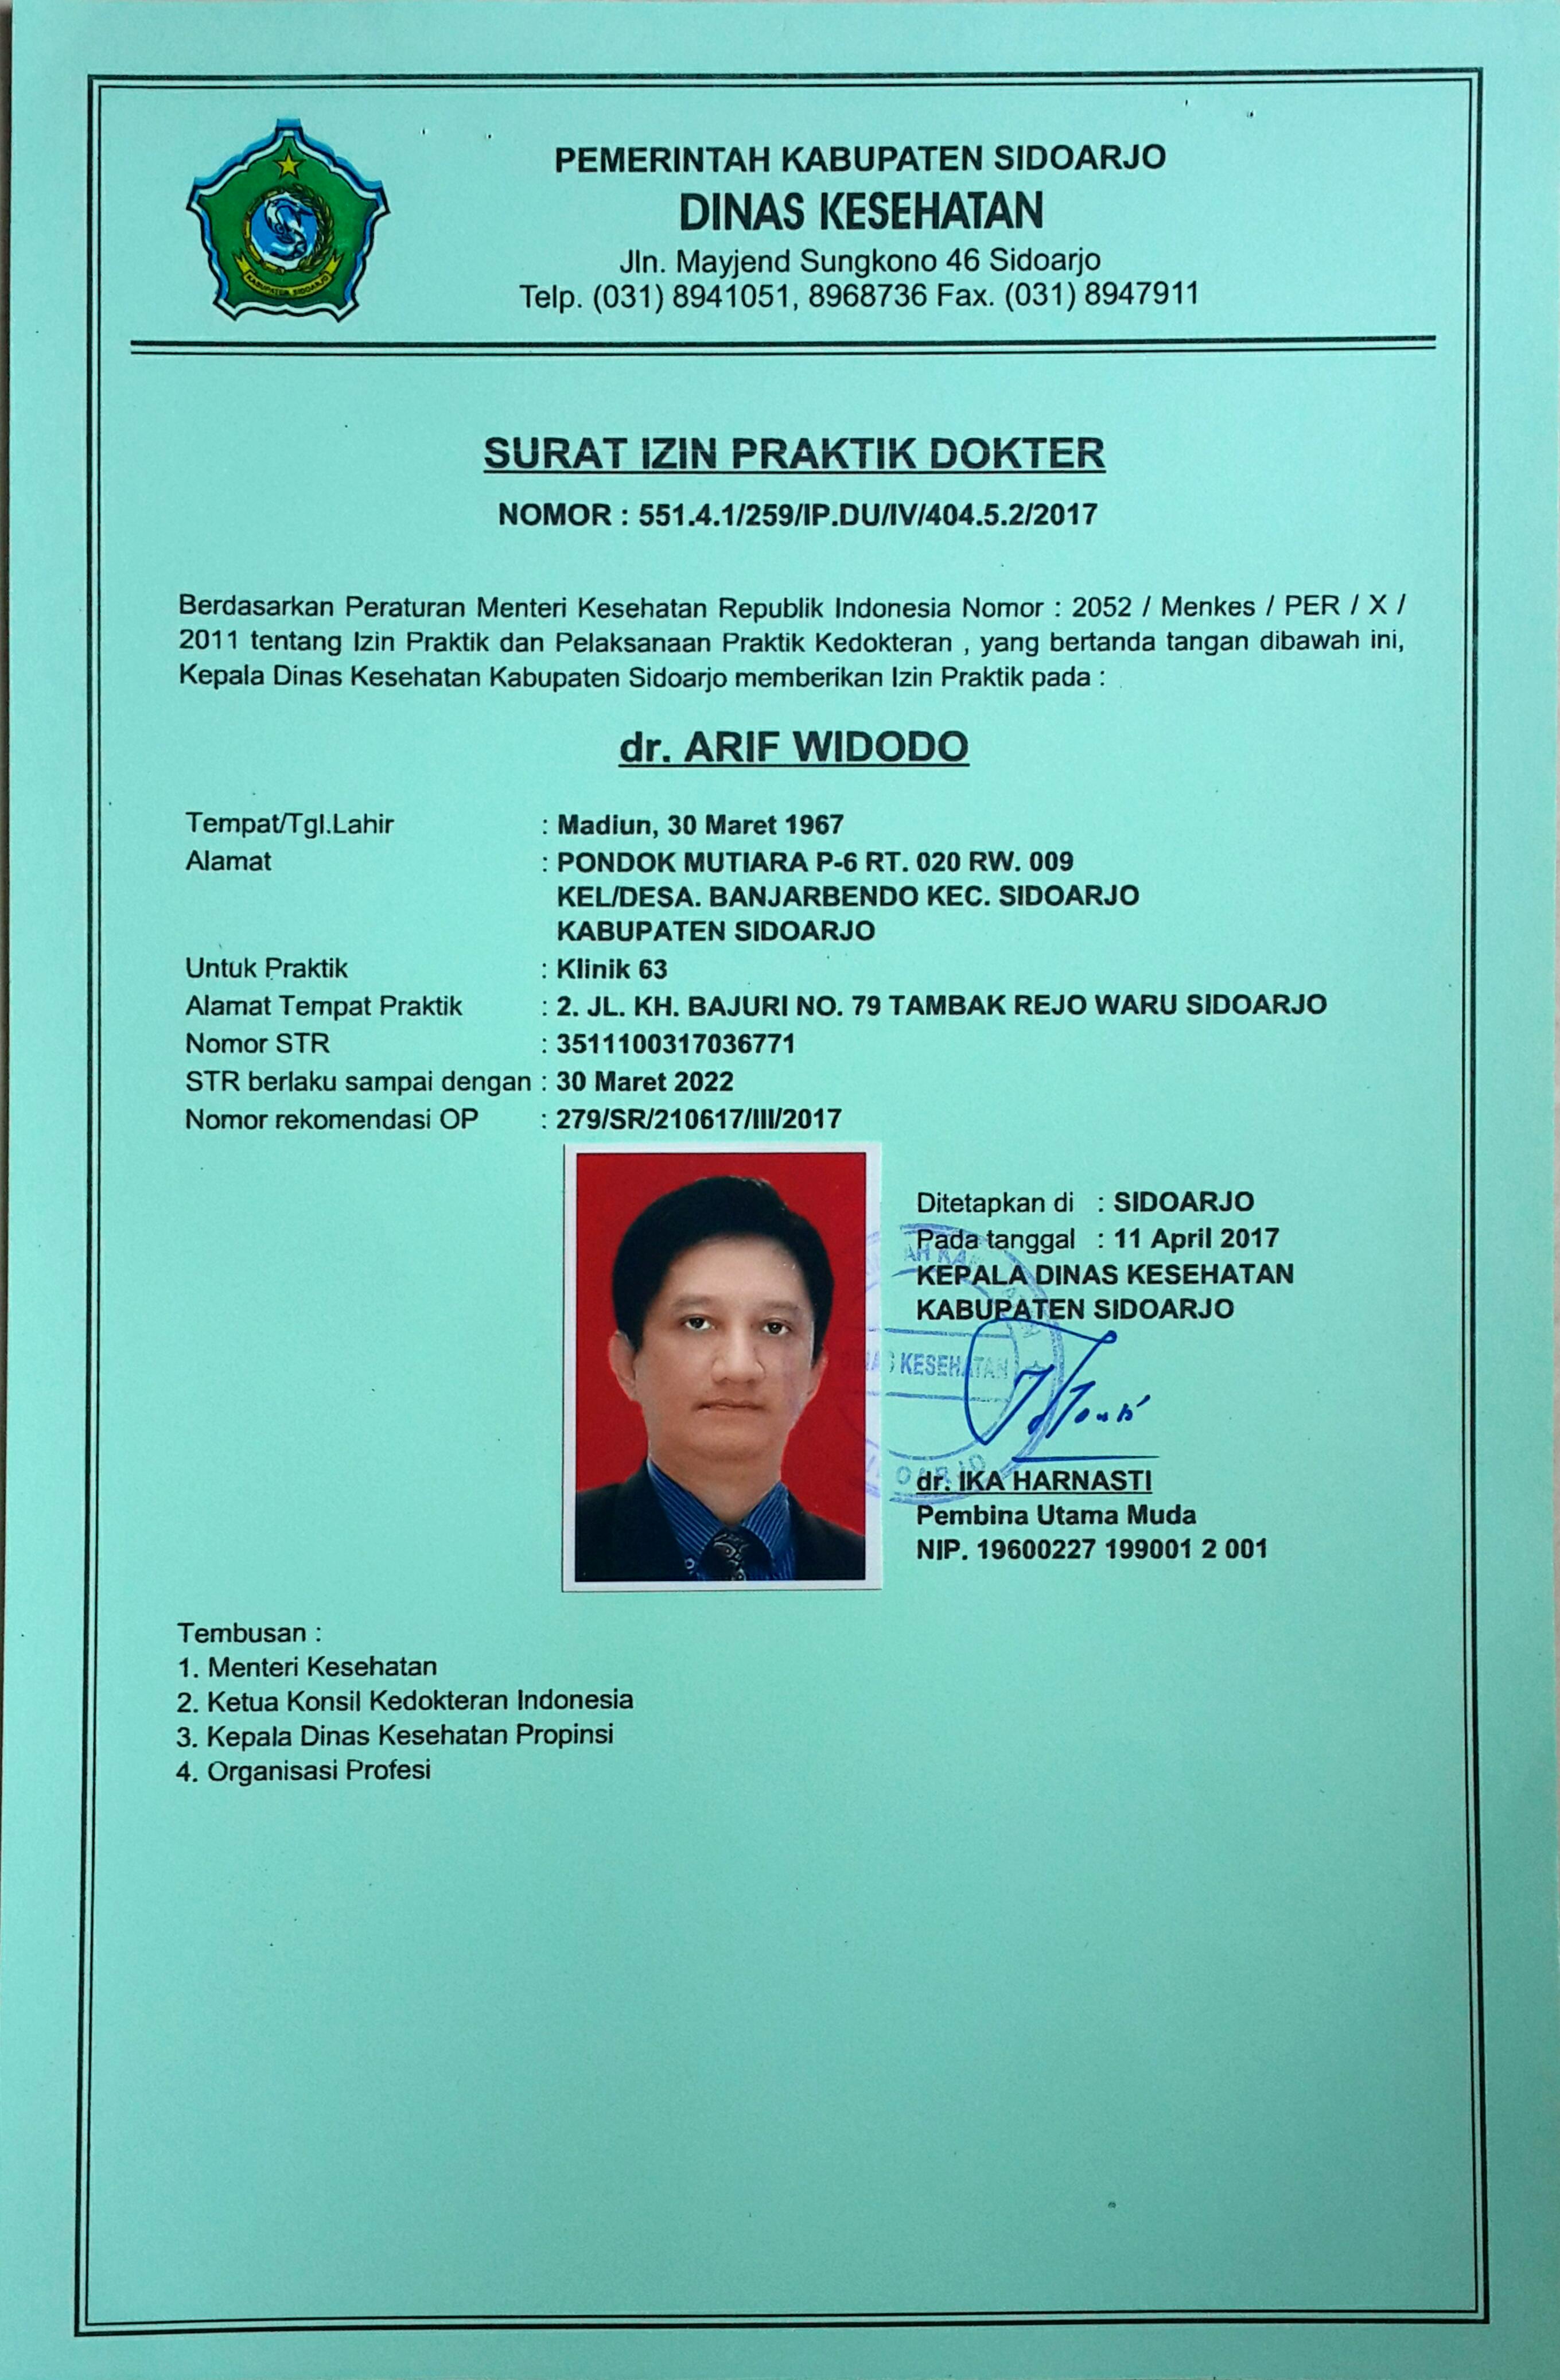 PEMERINTAH KABUPATEN SIDOARJO
DINAS KESEHATAN
Jln. Mayjend Sungkono 46 Sidoarjo
Telp. (031) 8941051, 8968736 Fax. (031) 8947911
KABUPATEN SIDOARJO
SURAT IZIN PRAKTIK DOKTER
NOMOR : 551.4.1/259/IP.DU/IV/404.5.2/2017
Berdasarkan Peraturan Menteri Kesehatan Republik Indonesia Nomor : 2052 / Menkes / PER / X /
2011 tentang Izin Praktik dan Pelaksanaan Praktik Kedokteran , yang bertanda tangan dibawah ini,
Kepala Dinas Kesehatan Kabupaten Sidoarjo memberikan Izin Praktik pada :
dr. ARIF WIDODO
Tempat/Tgl.Lahir : Madiun, 30 Maret 1967
Alamat : PONDOK MUTIARA P-6 RT. 020 RW. 009
KEL/DESA. BANJARBENDO KEC. SIDOARJO
KABUPATEN SIDOARJO
Untuk Praktik : Klinik 63
Alamat Tempat Praktik : 2. JL. KH. BAJURI NO. 79 TAMBAK REJO WARU SIDOARJO
Nomor STR : 3511100317036771
STR berlaku sampai dengan : 30 Maret 2022
Nomor rekomendasi OP : 279/SR/210617/III/2017
Ditetapkan di : SIDOARJO
Pada tanggal : 11 April 2017
KEPALA DINAS KESEHATAN
KABUPATEN SIDOARJO
KESEHATAN
dr. IKA HARNASTI
Pembina Utama Muda
NIP. 19600227 199001 2 001
Tembusan :
1. Menteri Kesehatan
2. Ketua Konsil Kedokteran Indonesia
3. Kepala Dinas Kesehatan Propinsi
4. Organisasi Profesi